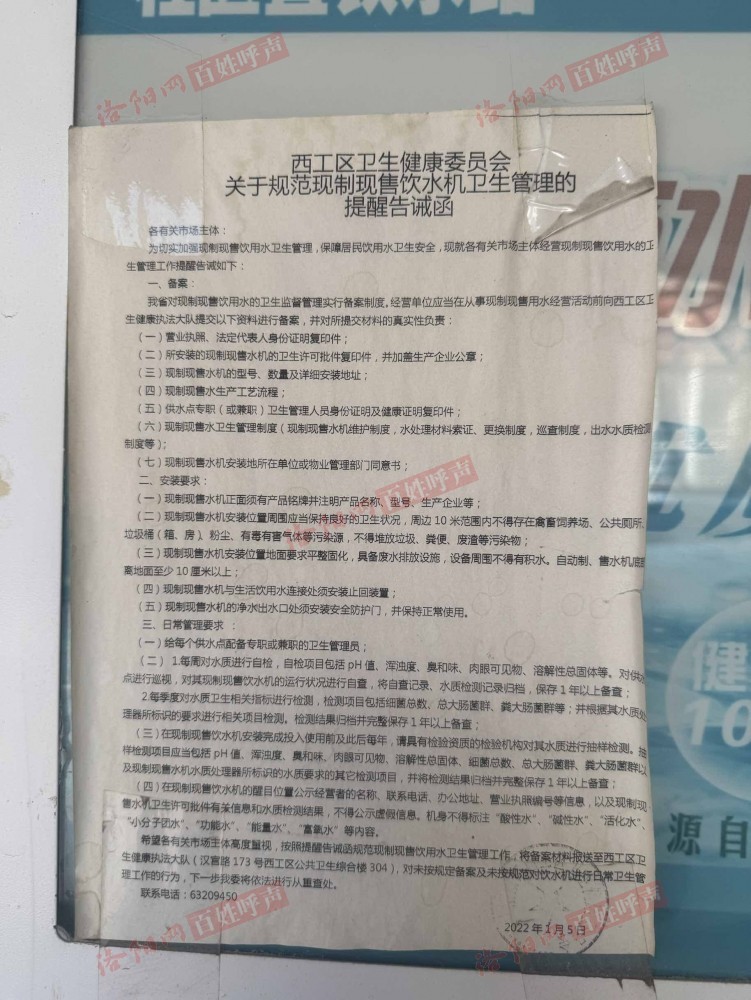 洛阳网 百姓呼声
洛阳网 百姓呼声
西工区卫生健康委员会
关于规范现制现售饮水机卫生管理的
提醒告诫函
各有关市场主体：
为切实加强现制现售饮用水卫生管理，保障居民饮用水卫生安全，现就各有关市场主体经营现制现售饮用水的卫
生管理工作提醒告诫如下：
一、备案：
我省对现制现售饮用水的卫生监督管理实行备案制度。经营单位应当在从事现制现售用水经营活动前向西工区卫
生健康执法大队提交以下资料进行备案，并对所提交材料的真实性负责：
（一）营业执照、法定代表人身份证明复印件；
（二）所安装的现制现售水机的卫生许可批件复印件，并加盖生产企业公章；
（三）现制现售水机的型号、数量及详细安装地址；
（四）现制现售水生产工艺流程；
（五）供水点专职（或兼职）卫生管理人员身份证明及健康证明复印件；
（六）现制现售水卫生管理制度（现制现售水机维护制度，水处理材料索证、更换制度，巡查制度，出水水质检测
制度等）；
（七）现制现售水机安装地所在单位或物业管理部门同意书；
二、安装要求：
（一）现制现售水机正面须有产品铭牌并注明产品名称、型号、生产企业等；
（二）现制现售水机安装位置周围应当保持良好的卫生状况，周边 10 米范围内不得存在禽畜饲养场、公共厕所、
垃圾桶（箱、房）、粉尘、有毒有害气体等污染源，不得堆放垃圾、粪便、废渣等污染物；
（三）现制现售水机安装位置地面要求平整固化，具备废水排放设施，设备周围不得有积水。自动制、售水机底部
离地面至少 10 厘米以上；
（四）现制现售水机与生活饮用水连接处须安装止回装置；
（五）现制现售水机的净水出水口处须安装安全防护门，并保持正常使用。
三、日常管理要求 ：
（一）给每个供水点配备专职或兼职的卫生管理员；
（二） 1.每周对水质进行自检，自检项目包括 pH 值、浑浊度、臭和味、肉眼可见物、溶解性总固体等。对供水
点进行巡视，对其现制现售饮水机的运行状况进行自查，将自查记录、水质检测记录归档，保存 1 年以上备查；
2.每季度对水质卫生相关指标进行检测，检测项目包括细菌总数、总大肠菌群、粪大肠菌群等；并根据其水质处
理器所标识的要求进行相关项目检测。检测结果归档并完整保存 1 年以上备查；
（三）在现制现售饮水机安装完成投入使用前及此后每年，请具有检验资质的检验机构对其水质进行抽样检测。抽
样检测项目应当包括 pH 值、浑浊度、臭和味、肉眼可见物、溶解性总固体、细菌总数、总大肠菌群、粪大肠菌群以
及现制现售水机水质处理器所标识的水质要求的其它检测项目，并将检测结果归档并完整保存 1 年以上备查；
（四）在现制现售饮水机的醒目位置公示经营者的名称、联系电话、办公地址、营业执照编号等信息，以及现制现
售水机卫生许可批件有关信息和水质检测结果，不得公示虚假信息。机身不得标注“酸性水”、“碱性水”、“活化水”、
“小分子团水”、“功能水”、“能量水”、“富氧水” 等内容。
希望各有关市场主体高度重视，按照提醒告诫函规范现制现售饮用水卫生管理工作，将备案材料报送至西工区卫
生健康执法大队（汉宫路 173 号西工区公共卫生综合楼 304），对未按规定备案及未按规范对饮水机进行日常卫生管
理工作的行为，下一步我委将依法进行从重查处。
联系电话：63209450
2022 年 1 月 5 日
水
健
10
源自
洛阳网 百姓呼声
洛阳网 百姓呼声
洛阳网 百姓呼声